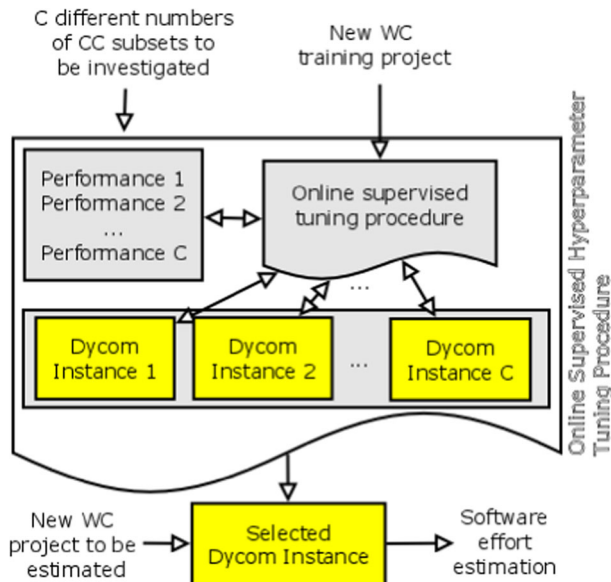 C different numbers
of CC subsets to
be investigated
New WC
training project
Performance 1
Performance 2
...
Performance C
Online supervised
tuning procedure
...
Dycom
Instance 1
Dycom
Instance 2
...
Dycom
Instance C
Online Supervised Hyperparameter
Tuning Procedure
New WC
project to be
estimated
Selected
Dycom Instance
Software
effort
estimation